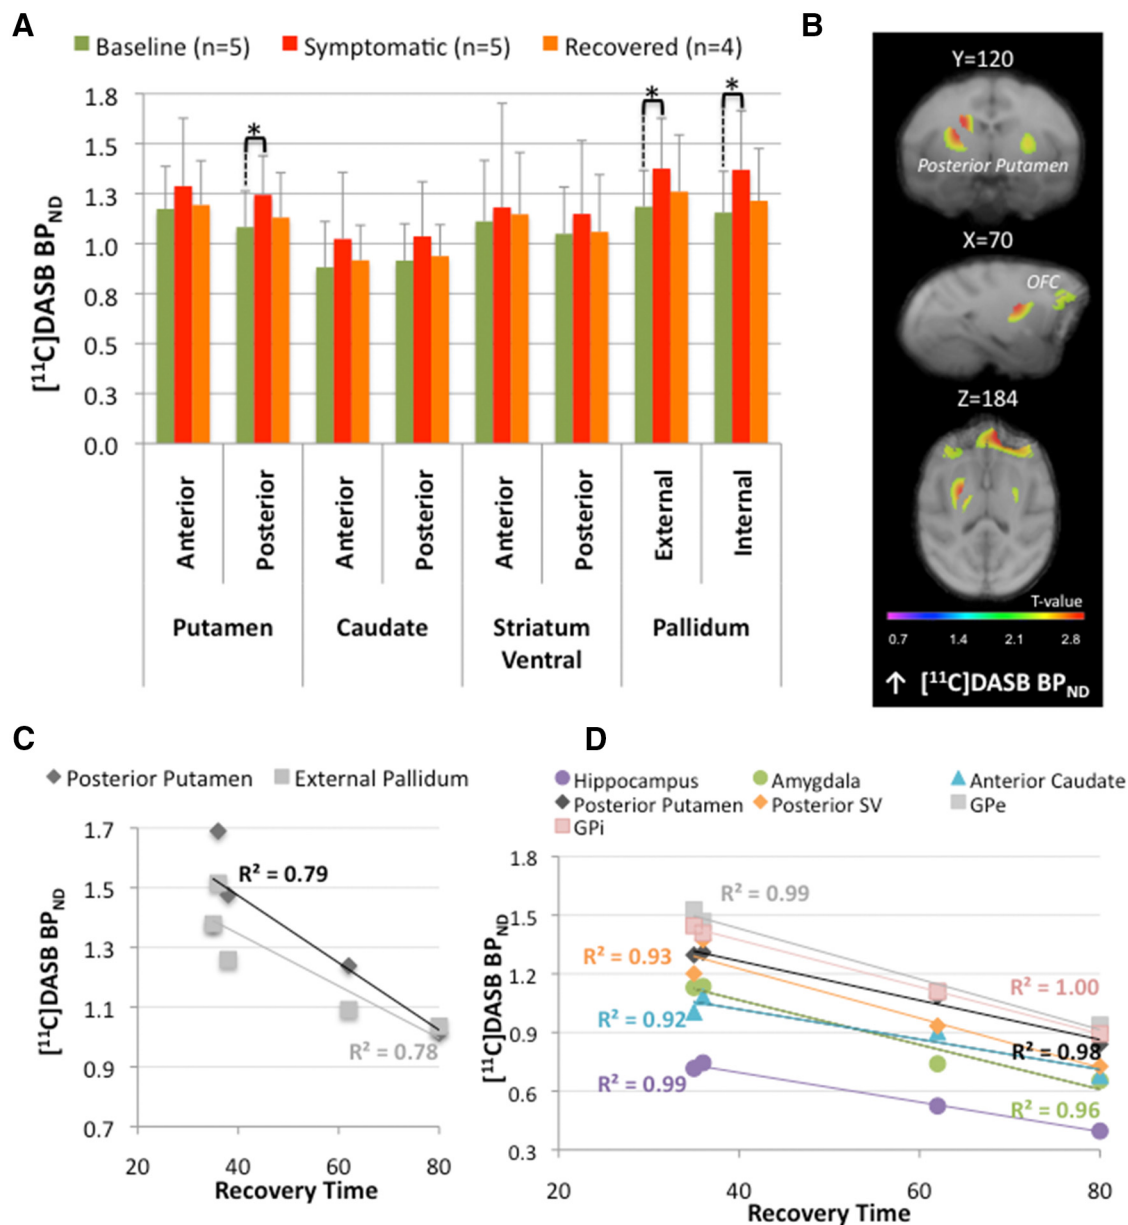 A
Baseline (n=5) Symptomatic (n=5) Recovered (n=4)
[¹¹C]DASB BPND
1.8
1.5
1.3
1.0
0.8
0.5
0.3
0.0
* * *
Anterior Posterior Anterior Posterior Anterior Posterior External Internal
Putamen Caudate Striatum Ventral Pallidum
B
Y=120
Posterior Putamen
X=70
OFC
Z=184
T-value
0.7 1.4 2.1 2.8
↑ [¹¹C]DASB BPND
C
Posterior Putamen External Pallidum
[¹¹C]DASB BPND
1.7
1.5
1.3
1.1
0.9
0.7
R² = 0.79
R² = 0.78
20 40 60 80
Recovery Time
D
Hippocampus Amygdala Anterior Caudate
Posterior Putamen Posterior SV GPe
GPi
[¹¹C]DASB BPND
1.8
1.5
1.2
0.9
0.6
0.3
R² = 0.99
R² = 0.93
R² = 1.00
R² = 0.92
R² = 0.98
R² = 0.99
R² = 0.96
20 40 60 80
Recovery Time